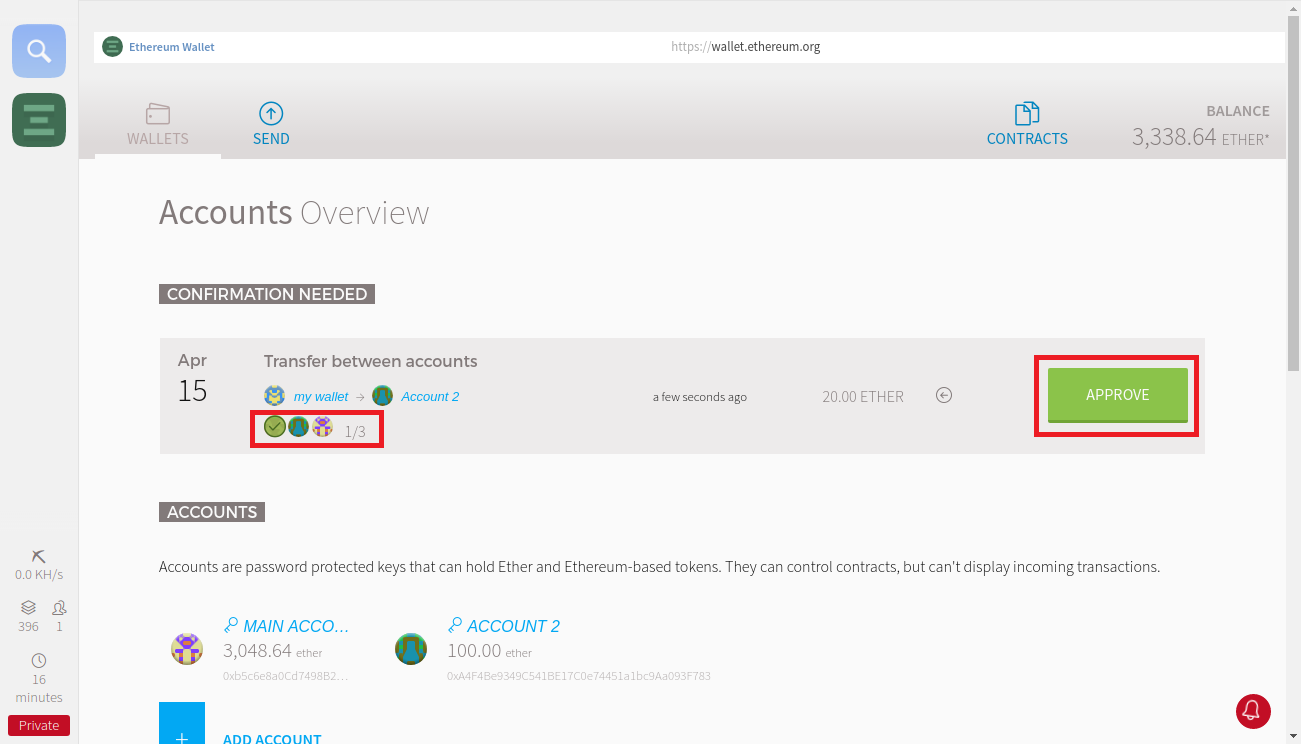 Ethereum Wallet
https://wallet.ethereum.org
WALLETS
SEND
CONTRACTS
BALANCE
3,338.64 ETHER*
Accounts Overview
CONFIRMATION NEEDED
Apr
15
Transfer between accounts
my wallet → Account 2
a few seconds ago
20.00 ETHER
APPROVE
1/3
ACCOUNTS
Accounts are password protected keys that can hold Ether and Ethereum-based tokens. They can control contracts, but can't display incoming transactions.
MAIN ACCO…
3,048.64 ether
0xb5c6e8a0Cd7498B2…
ACCOUNT 2
100.00 ether
0xA4F4Be9349C541BE17C0e74451a1bc9Aa093F783
ADD ACCOUNT
0.0 KH/s
396
1
16
minutes
Private